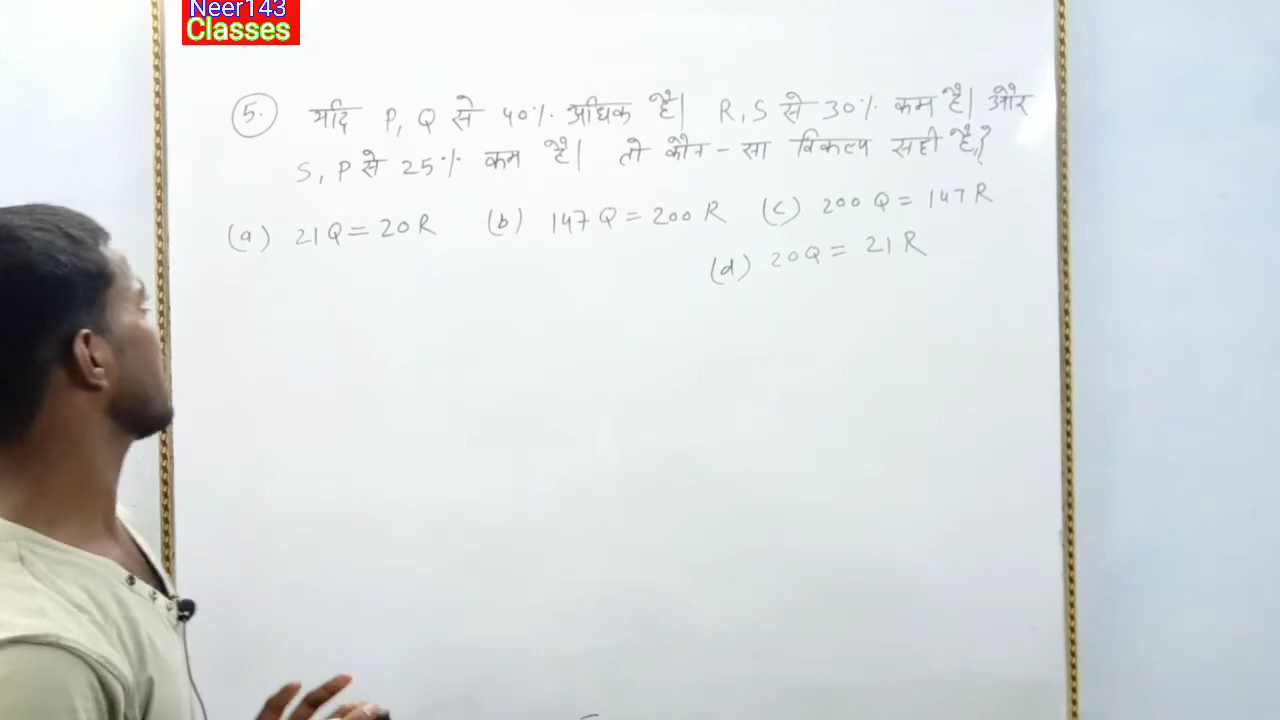 Neer143
Classes
5. यदि P, Q से 40% अधिक है| R, S से 30% कम है| और
S, P से 25% कम है| तो कौन-सा विकल्प सही है,?
(a) 21Q = 20R (b) 147Q = 200R (c) 200Q = 147R
(d) 20Q = 21R